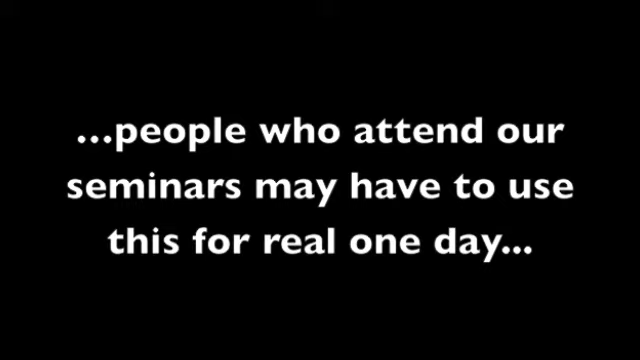 ...people who attend our
seminars may have to use
this for real one day...